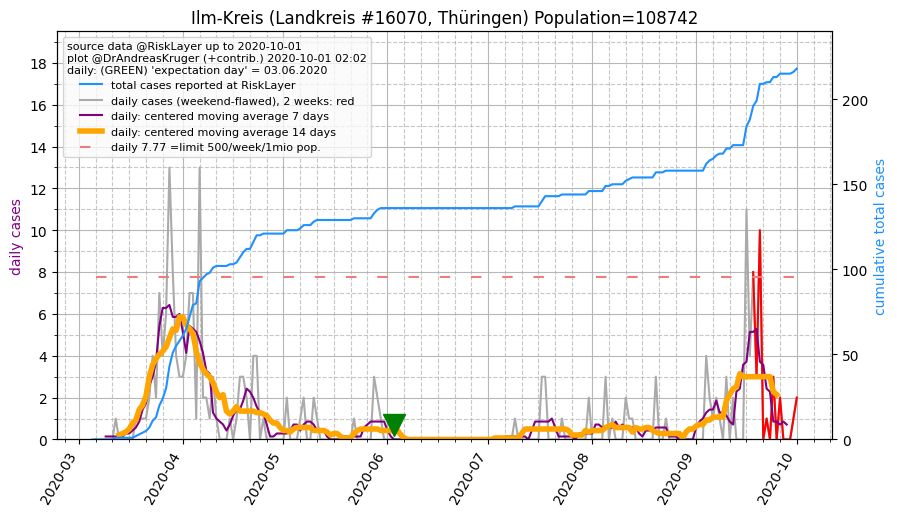 Ilm-Kreis (Landkreis #16070, Thüringen) Population=108742
source data @RiskLayer up to 2020-10-01
plot @DrAndreasKruger (+contrib.) 2020-10-01 02:02
daily: (GREEN) 'expectation day' = 03.06.2020
total cases reported at RiskLayer
daily cases (weekend-flawed), 2 weeks: red
daily: centered moving average 7 days
daily: centered moving average 14 days
daily 7.77 =limit 500/week/1mio pop.
daily cases
18
16
14
12
10
8
6
4
2
0
cumulative total cases
200
150
100
50
0
2020-03
2020-04
2020-05
2020-06
2020-07
2020-08
2020-09
2020-10